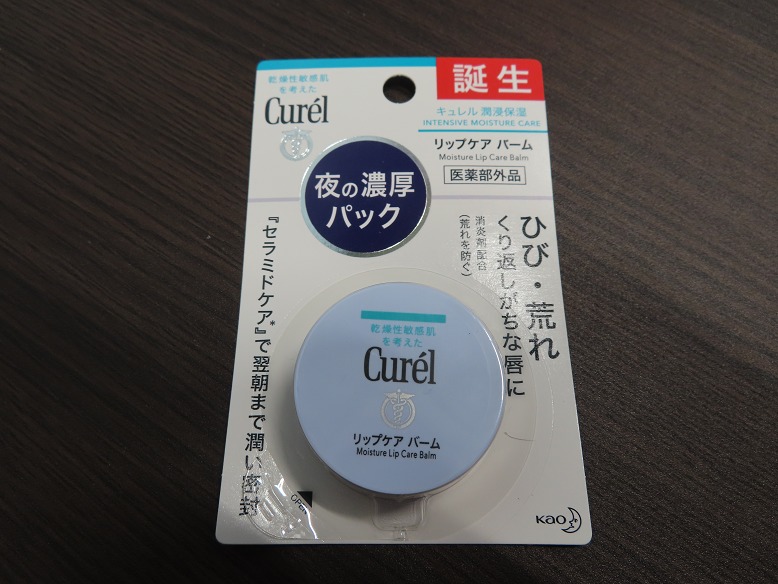 乾燥性敏感肌
を考えた
Curél
誕生
キュレル 潤浸保湿
INTENSIVE MOISTURE CARE
リップケア バーム
Moisture Lip Care Balm
医薬部外品
夜の濃厚
パック
ひび・荒れ
くり返しがちな唇に
消炎剤配合
(荒れを防ぐ)
『セラミドケア*』で翌朝まで潤い密封
乾燥性敏感肌
を考えた
Curél
リップケア バーム
Moisture Lip Care Balm
OPEN
Kao